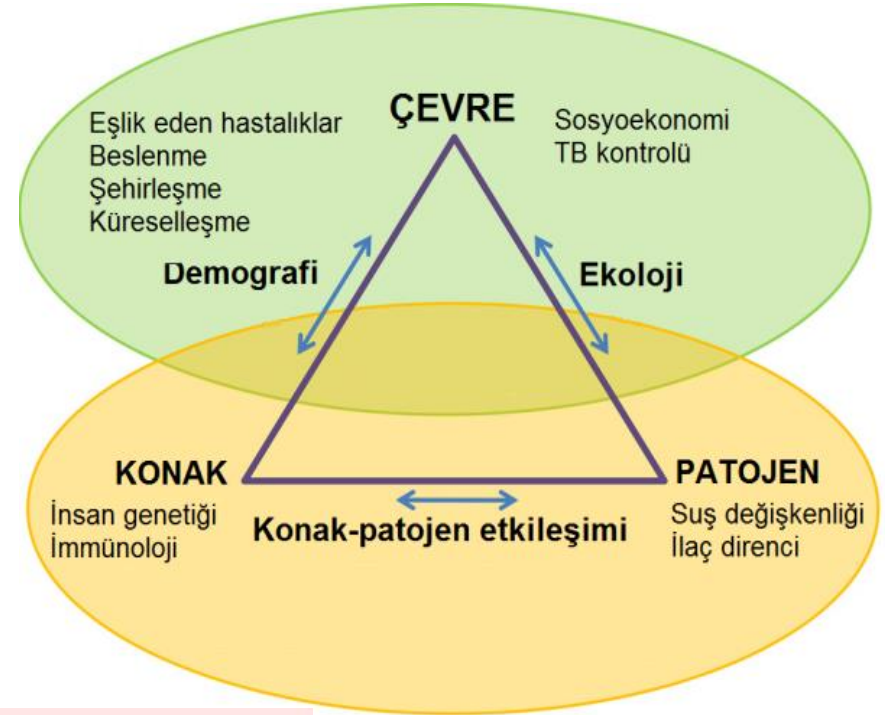 ÇEVRE
Eşlik eden hastalıklar
Beslenme
Şehirleşme
Küreselleşme
Sosyoekonomi
TB kontrolü
Demografi
Ekoloji
KONAK
İnsan genetiği
İmmünoloji
Konak-patojen etkileşimi
PATOJEN
Suş değişkenliği
İlaç direnci